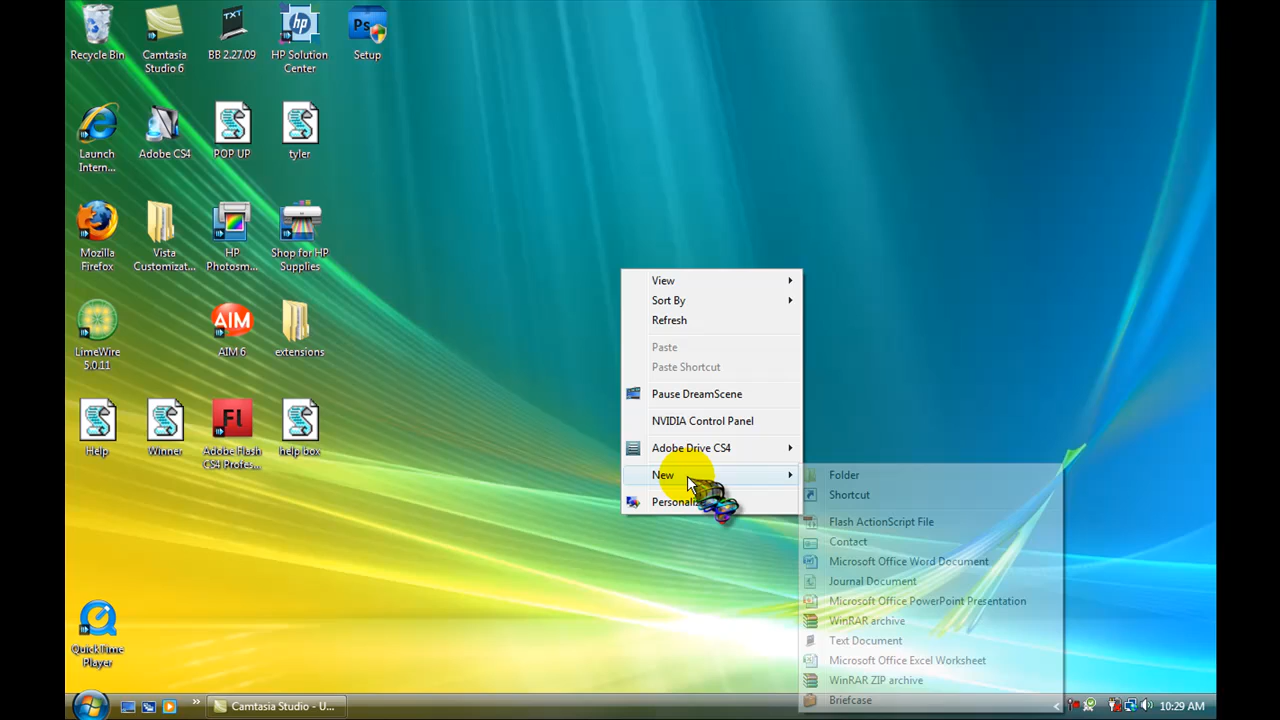 Recycle Bin
Camtasia
Studio 6
TXT
BB 2.27.09
hp
HP Solution
Center
Ps
Setup
Launch
Intern...
Adobe CS4
POP UP
tyler
Mozilla
Firefox
Vista
Customizat...
HP
Photosm...
Shop for HP
Supplies
LimeWire
5.0.11
AIM
AIM 6
extensions
Help
Winner
Fl
Adobe Flash
CS4 Profes...
help box
QuickTime
Player
View
Sort By
Refresh
Paste
Paste Shortcut
Pause DreamScene
NVIDIA Control Panel
Adobe Drive CS4
New
Personalize
Folder
Shortcut
Flash ActionScript File
Contact
Microsoft Office Word Document
Journal Document
Microsoft Office PowerPoint Presentation
WinRAR archive
Text Document
Microsoft Office Excel Worksheet
WinRAR ZIP archive
Briefcase
Camtasia Studio - U...
10:29 AM